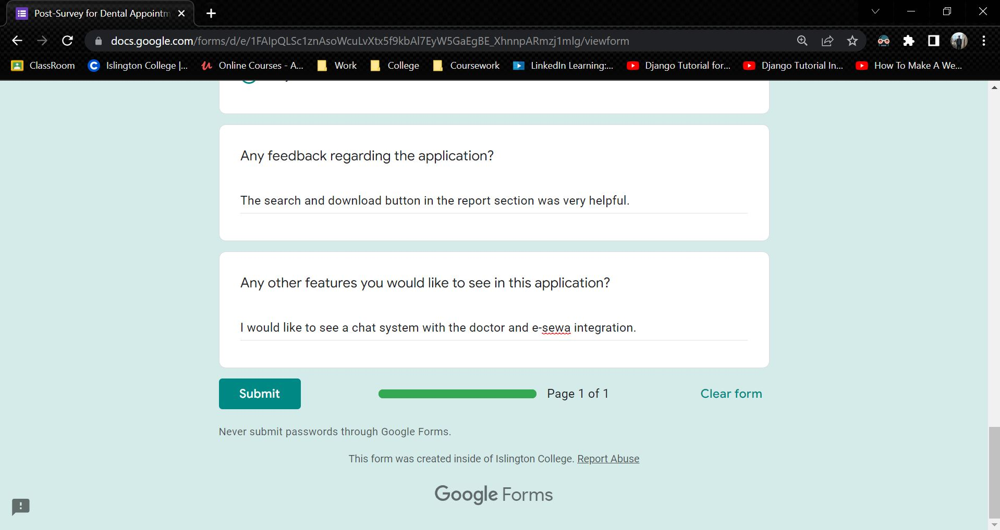 Post-Survey for Dental Appointm
docs.google.com/forms/d/e/1FAIpQLSc1znAsoWcuLvXtx5f9kbAl7EyW5GaEgBE_XhnnpARmzj1mlg/viewform
ClassRoom Islington College |... Online Courses - A... Work College Coursework LinkedIn Learning:... Django Tutorial for... Django Tutorial In... How To Make A We...
Any feedback regarding the application?
The search and download button in the report section was very helpful.
Any other features you would like to see in this application?
I would like to see a chat system with the doctor and e-sewa integration.
Submit Page 1 of 1 Clear form
Never submit passwords through Google Forms.
This form was created inside of Islington College. Report Abuse
Google Forms